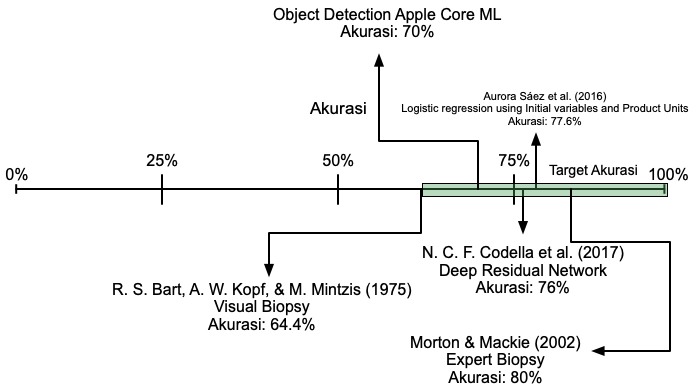 Object Detection Apple Core ML
Akurasi: 70%
Aurora Sáez et al. (2016)
Logistic regression using Initial variables and Product Units
Akurasi: 77.6%
Akurasi
0%
25%
50%
75%
Target Akurasi
100%
R. S. Bart, A. W. Kopf, & M. Mintzis (1975)
Visual Biopsy
Akurasi: 64.4%
N. C. F. Codella et al. (2017)
Deep Residual Network
Akurasi: 76%
Morton & Mackie (2002)
Expert Biopsy
Akurasi: 80%